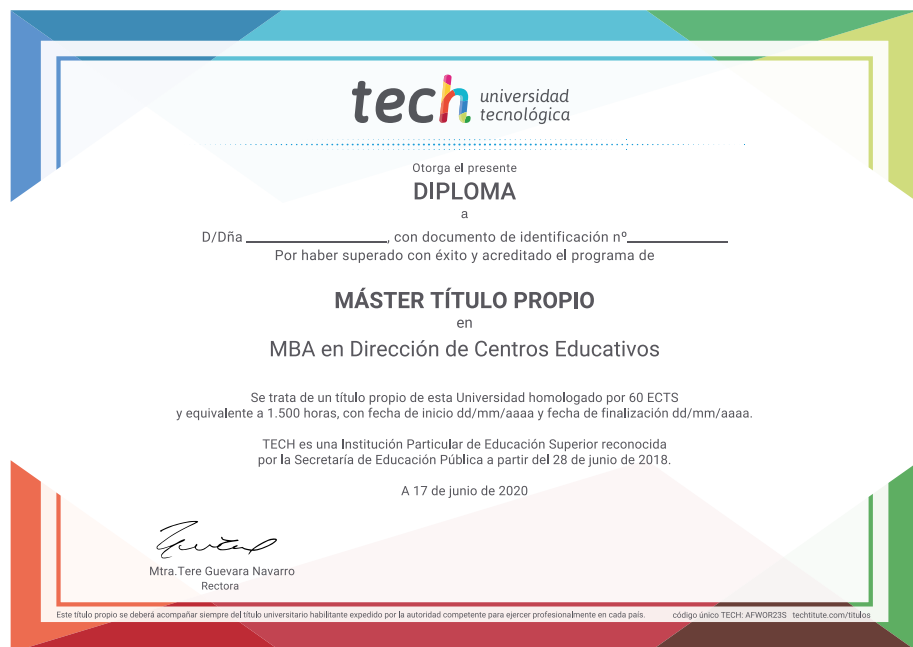 tech universidad
tecnológica
Otorga el presente
DIPLOMA
a
D/Dña ____________________, con documento de identificación nº______________
Por haber superado con éxito y acreditado el programa de
MÁSTER TÍTULO PROPIO
en
MBA en Dirección de Centros Educativos
Se trata de un título propio de esta Universidad homologado por 60 ECTS
y equivalente a 1.500 horas, con fecha de inicio dd/mm/aaaa y fecha de finalización dd/mm/aaaa.
TECH es una Institución Particular de Educación Superior reconocida
por la Secretaría de Educación Pública a partir del 28 de junio de 2018.
A 17 de junio de 2020
Mtra.Tere Guevara Navarro
Rectora
Este título propio se deberá acompañar siempre del título universitario habilitante expedido por la autoridad competente para ejercer profesionalmente en cada país. código único TECH: AFWOR23S techtitute.com/titulos